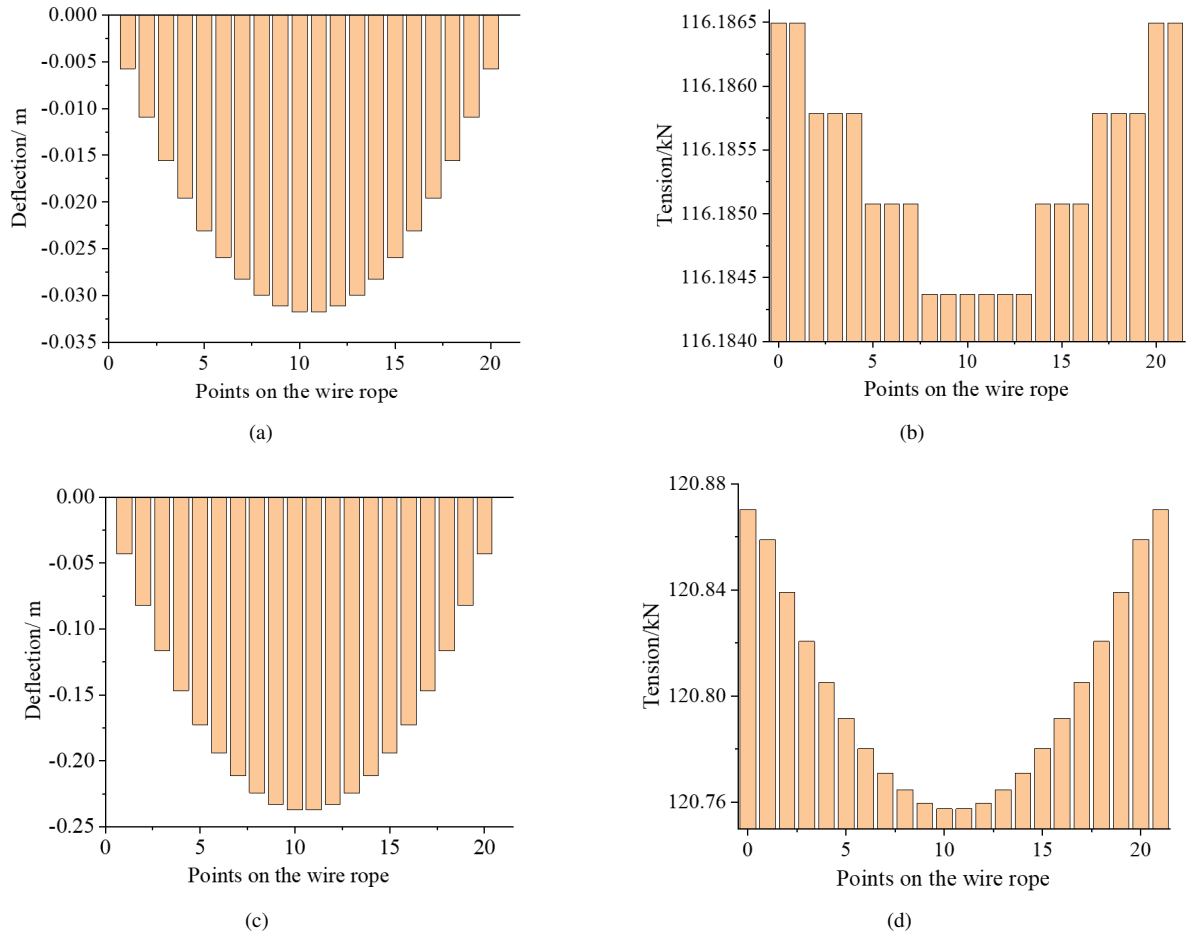 0.000
-0.005
-0.010
-0.015
-0.020
-0.025
-0.030
-0.035
Deflection/ m
0 5 10 15 20
Points on the wire rope
(a)
116.1865
116.1860
116.1855
116.1850
116.1845
116.1840
Tension/kN
0 5 10 15 20
Points on the wire rope
(b)
0.00
-0.05
-0.10
-0.15
-0.20
-0.25
Deflection/ m
0 5 10 15 20
Points on the wire rope
(c)
120.88
120.84
120.80
120.76
Tension/kN
0 5 10 15 20
Points on the wire rope
(d)